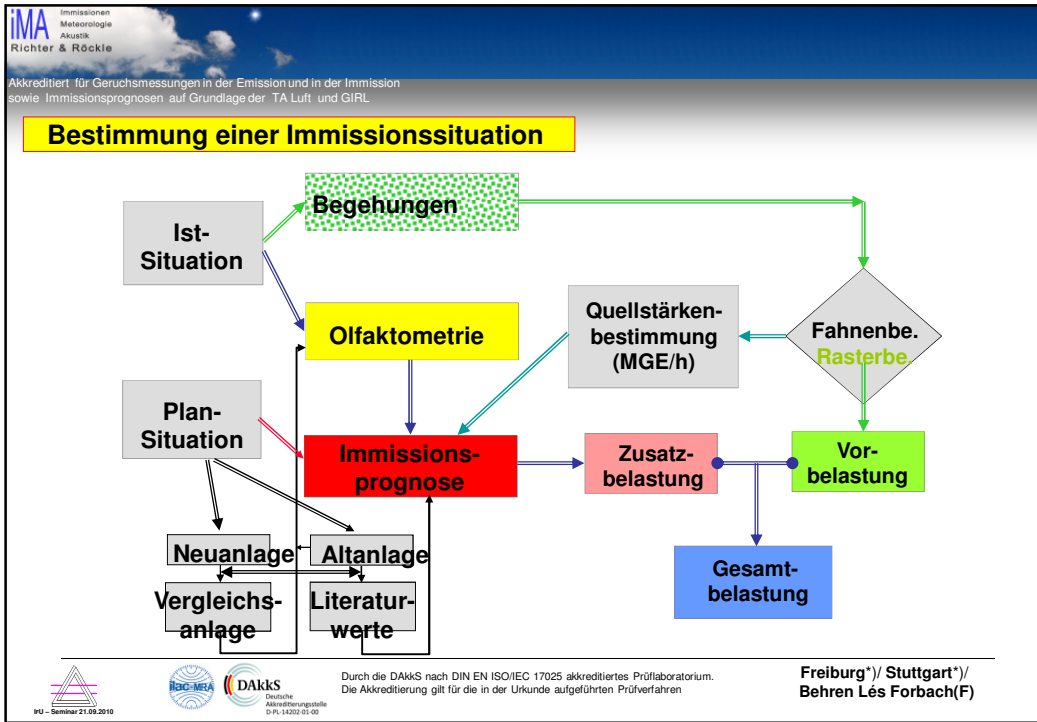 iMA
Immissionen
Meteorologie
Akustik
Richter & Röckle
Akkreditiert für Geruchsmessungen in der Emission und in der Immission
sowie Immissionsprognosen auf Grundlage der TA Luft und GIRL
Bestimmung einer Immissionssituation
Begehungen
Ist-
Situation
Olfaktometrie
Quellstärken-
bestimmung
(MGE/h)
Fahnenbe.
Rasterbe.
Plan-
Situation
Immissions-
prognose
Zusatz-
belastung
Vor-
belastung
Neuanlage
Altanlage
Vergleichs-
anlage
Literatur-
werte
Gesamt-
belastung
IrU – Seminar 21.09.2010
ilac-MRA
DAkkS
Deutsche
Akkreditierungsstelle
D-PL-14202-01-00
Durch die DAkkS nach DIN EN ISO/IEC 17025 akkreditiertes Prüflaboratorium.
Die Akkreditierung gilt für die in der Urkunde aufgeführten Prüfverfahren
Freiburg*)/ Stuttgart*)/
Behren Lés Forbach(F)